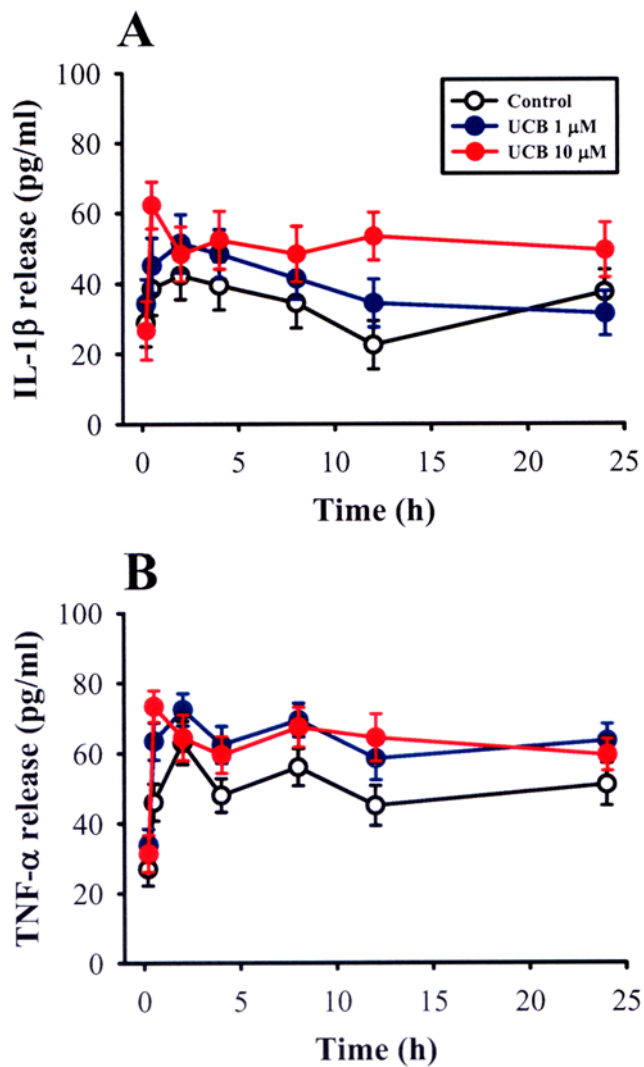 A
100
80
60
40
20
0
IL-1β release (pg/ml)
Control
UCB 1 μM
UCB 10 μM
0 5 10 15 20 25
Time (h)
B
100
80
60
40
20
0
TNF-α release (pg/ml)
0 5 10 15 20 25
Time (h)